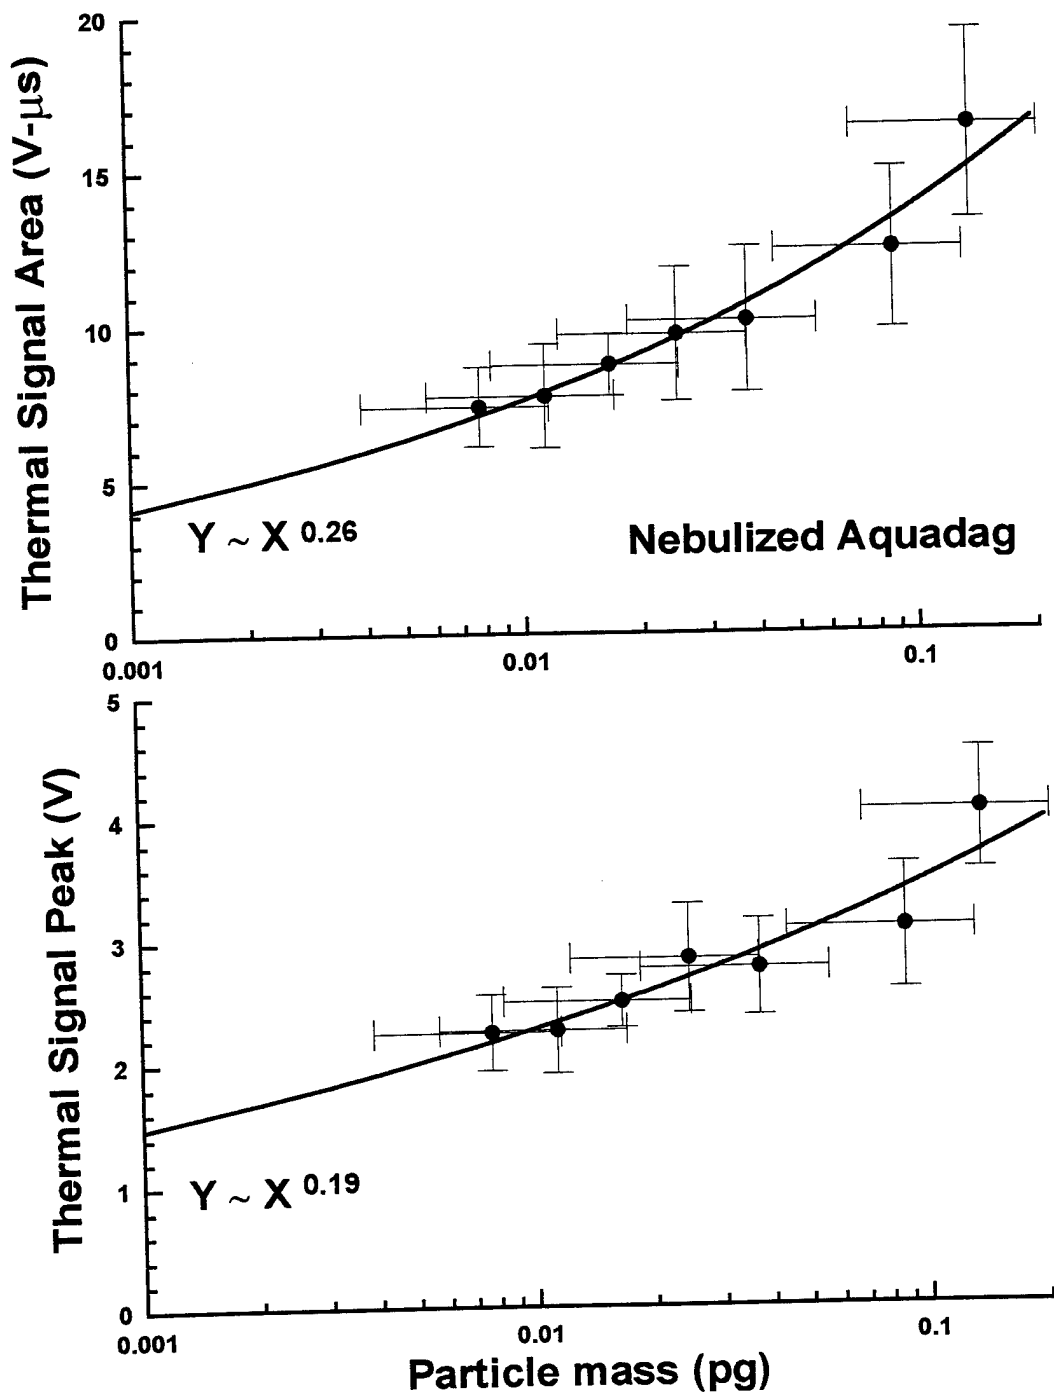 Thermal Signal Area (V-μs)
20
15
10
5
0
Y ~ X 0.26
Nebulized Aquadag
0.001
0.01
0.1
Thermal Signal Peak (V)
5
4
3
2
1
0
Y ~ X 0.19
0.001
0.01
0.1
Particle mass (pg)